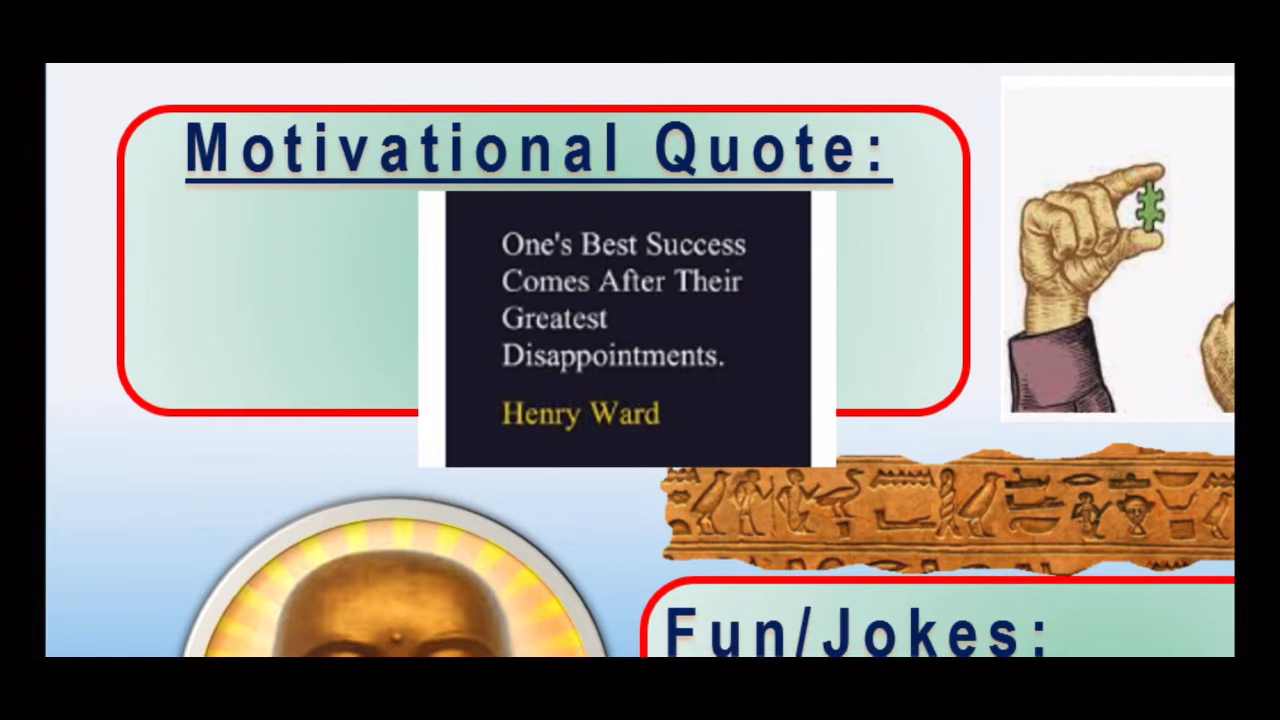 Motivational Quote:
One's Best Success
Comes After Their
Greatest
Disappointments.
Henry Ward
Fun/Jokes: